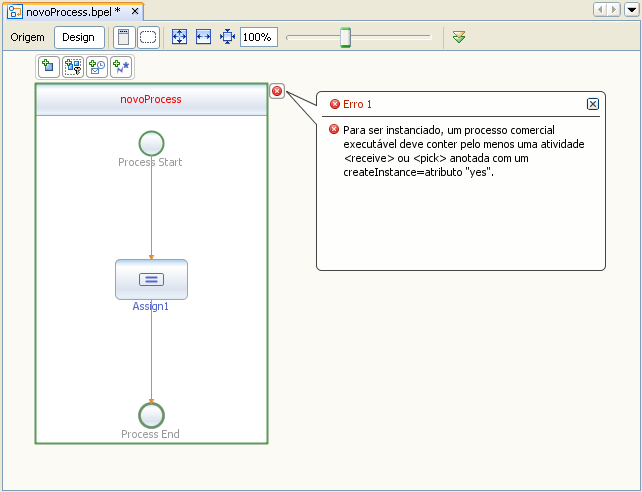 novoProcess.bpel *
Origem Design 100%
novoProcess
Erro 1
Para ser instanciado, um processo comercial
executável deve conter pelo menos uma atividade
<receive> ou <pick> anotada com um
createInstance=atributo "yes".
Process Start
Assign1
Process End